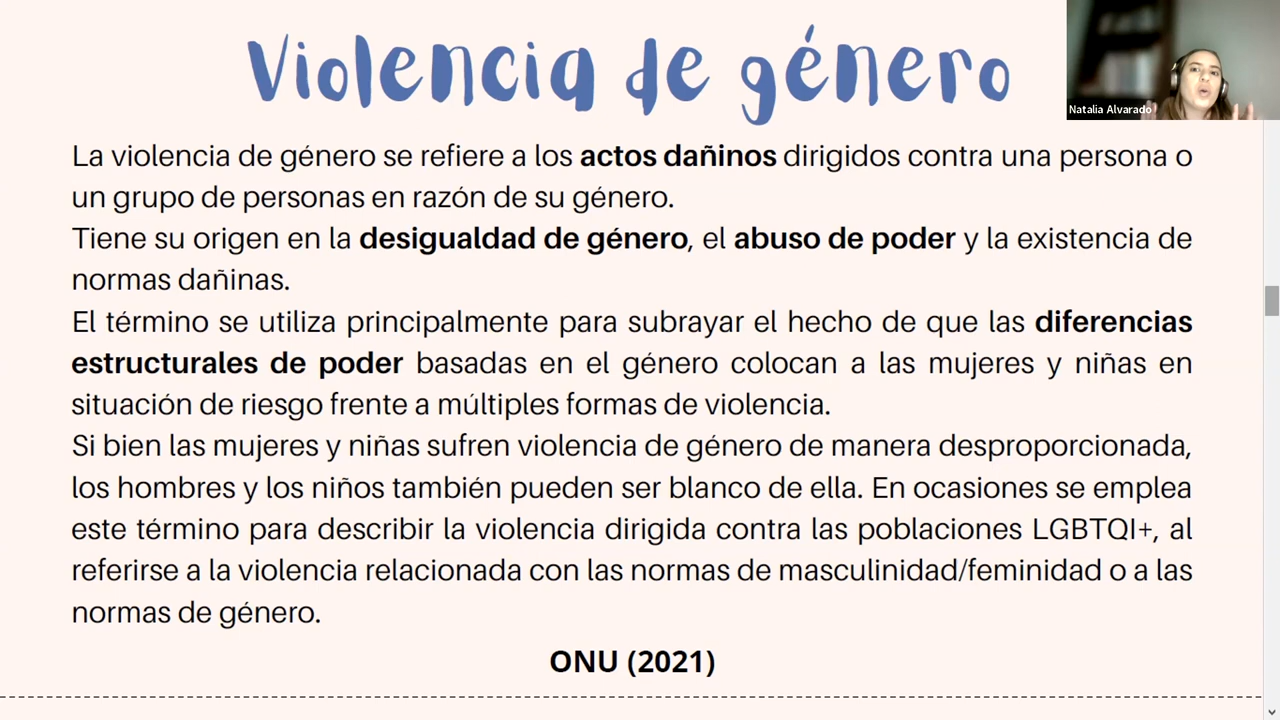 Violencia de género
Natalia Alvarado
La violencia de género se refiere a los actos dañinos dirigidos contra una persona o
un grupo de personas en razón de su género.
Tiene su origen en la desigualdad de género, el abuso de poder y la existencia de
normas dañinas.
El término se utiliza principalmente para subrayar el hecho de que las diferencias
estructurales de poder basadas en el género colocan a las mujeres y niñas en
situación de riesgo frente a múltiples formas de violencia.
Si bien las mujeres y niñas sufren violencia de género de manera desproporcionada,
los hombres y los niños también pueden ser blanco de ella. En ocasiones se emplea
este término para describir la violencia dirigida contra las poblaciones LGBTQI+, al
referirse a la violencia relacionada con las normas de masculinidad/feminidad o a las
normas de género.
ONU (2021)